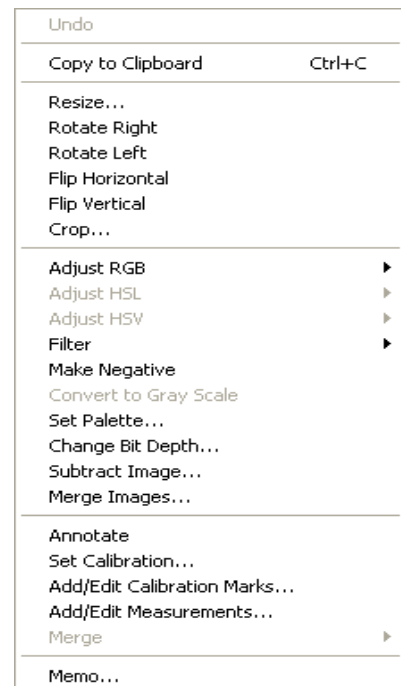 Undo
Copy to Clipboard Ctrl+C
Resize...
Rotate Right
Rotate Left
Flip Horizontal
Flip Vertical
Crop...
Adjust RGB
Adjust HSL
Adjust HSV
Filter
Make Negative
Convert to Gray Scale
Set Palette...
Change Bit Depth...
Subtract Image...
Merge Images...
Annotate
Set Calibration...
Add/Edit Calibration Marks...
Add/Edit Measurements...
Merge
Memo...